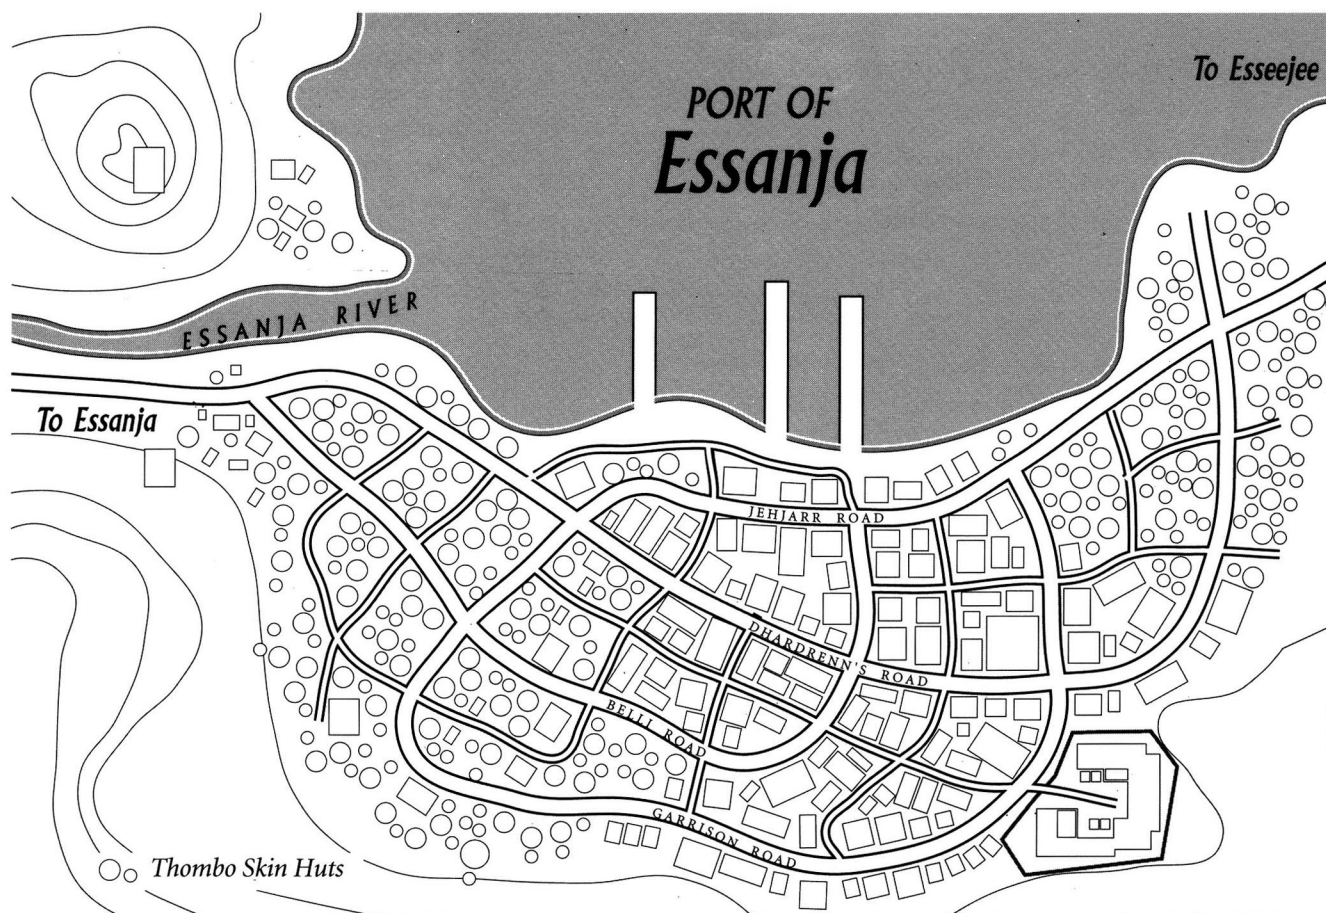 To Esseejee
PORT OF
Essanja
ESSANJA RIVER
To Essanja
JEHJARR ROAD
DHARDRENN'S ROAD
BELLI ROAD
GARRISON ROAD
Thombo Skin Huts